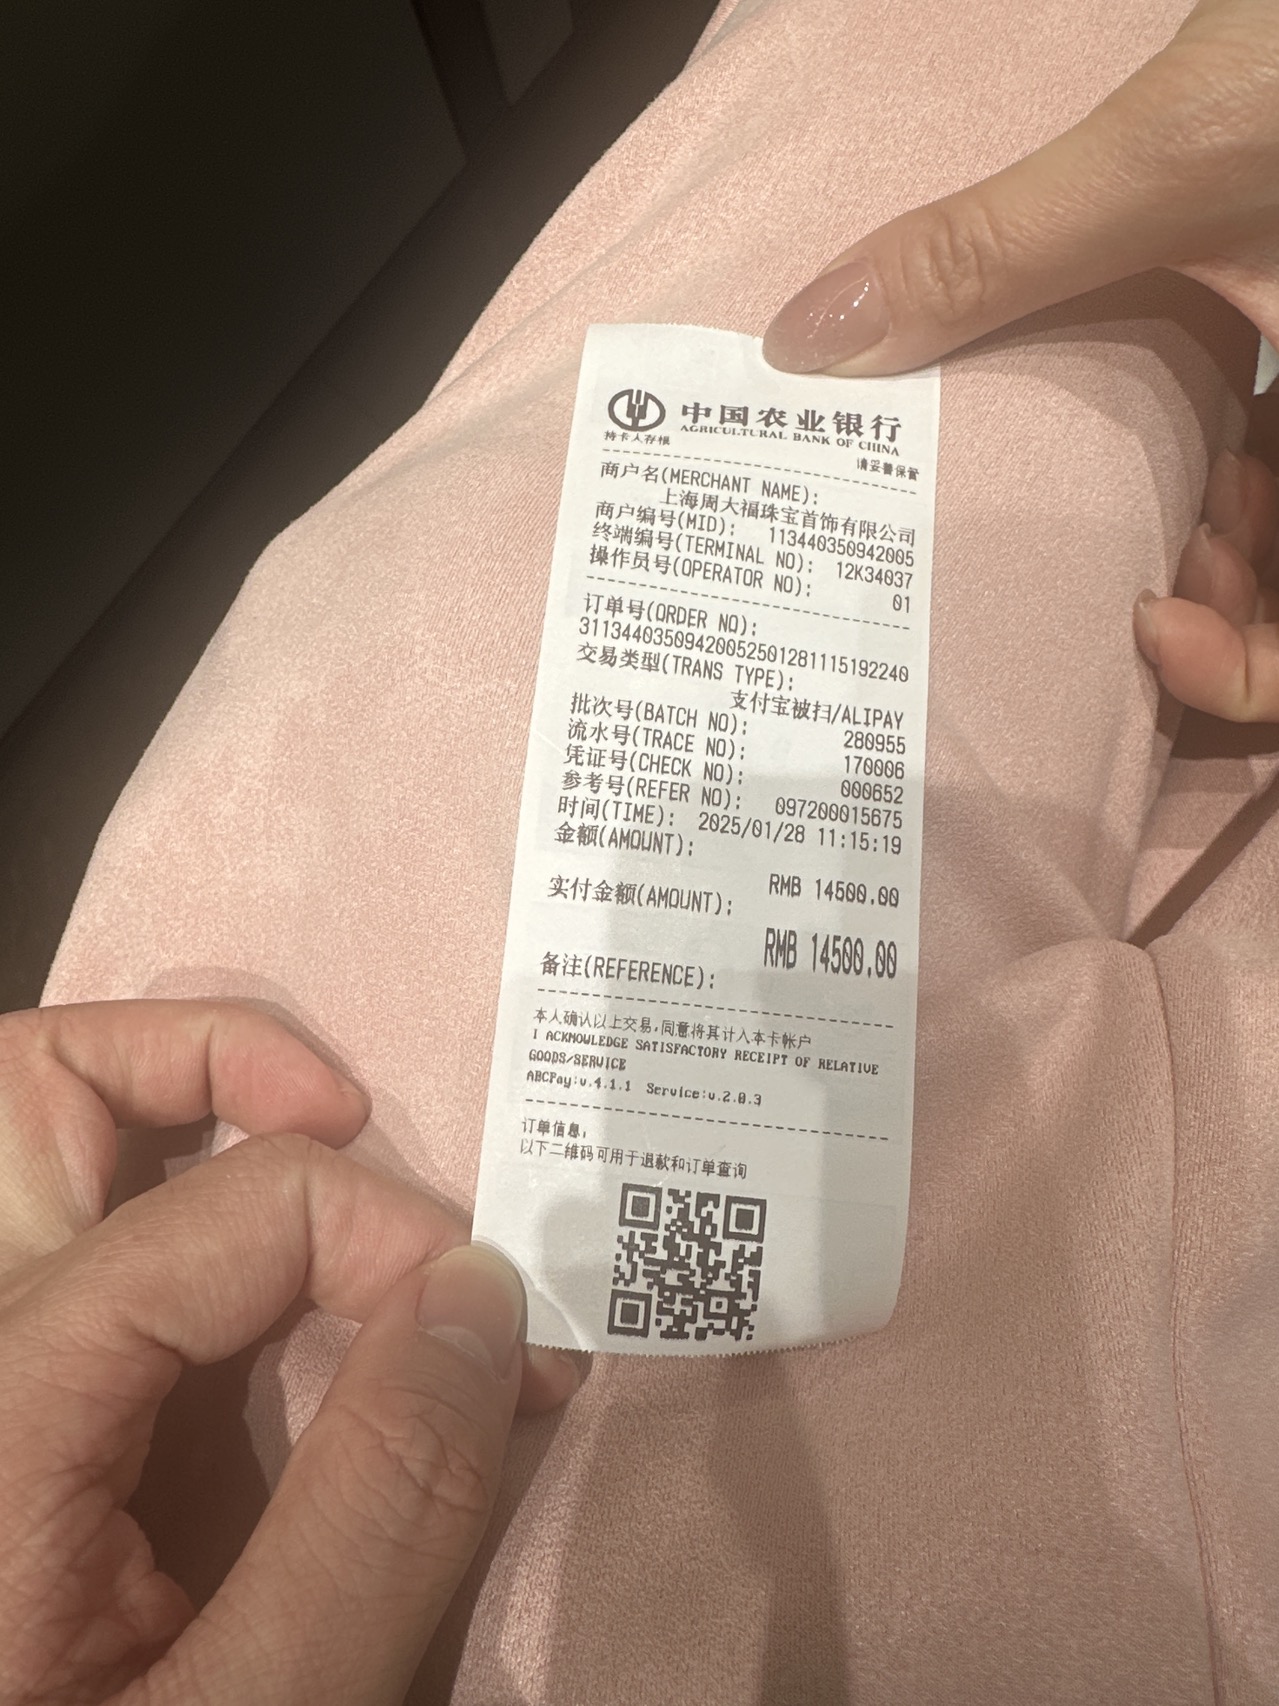 中国农业银行
AGRICULTURAL BANK OF CHINA
持卡人存根
请妥善保管
商户名(MERCHANT NAME):
上海周大福珠宝首饰有限公司
商户编号(MID): 113440350942005
终端编号(TERMINAL NO): 12K34037
操作员号(OPERATOR NO): 01
订单号(ORDER NO):
31134403509420052501281115192240
交易类型(TRANS TYPE):
支付宝被扫/ALIPAY
批次号(BATCH NO): 280955
流水号(TRACE NO): 170006
凭证号(CHECK NO): 000652
参考号(REFER NO): 097200015675
时间(TIME): 2025/01/28 11:15:19
金额(AMOUNT):
RMB 14500.00
实付金额(AMOUNT):
RMB 14500.00
备注(REFERENCE):
本人确认以上交易,同意将其计入本卡帐户
I ACKNOWLEDGE SATISFACTORY RECEIPT OF RELATIVE
GOODS/SERVICE
ABCPay:v.4.1.1 Service:v.2.0.3
订单信息:
以下二维码可用于退款和订单查询